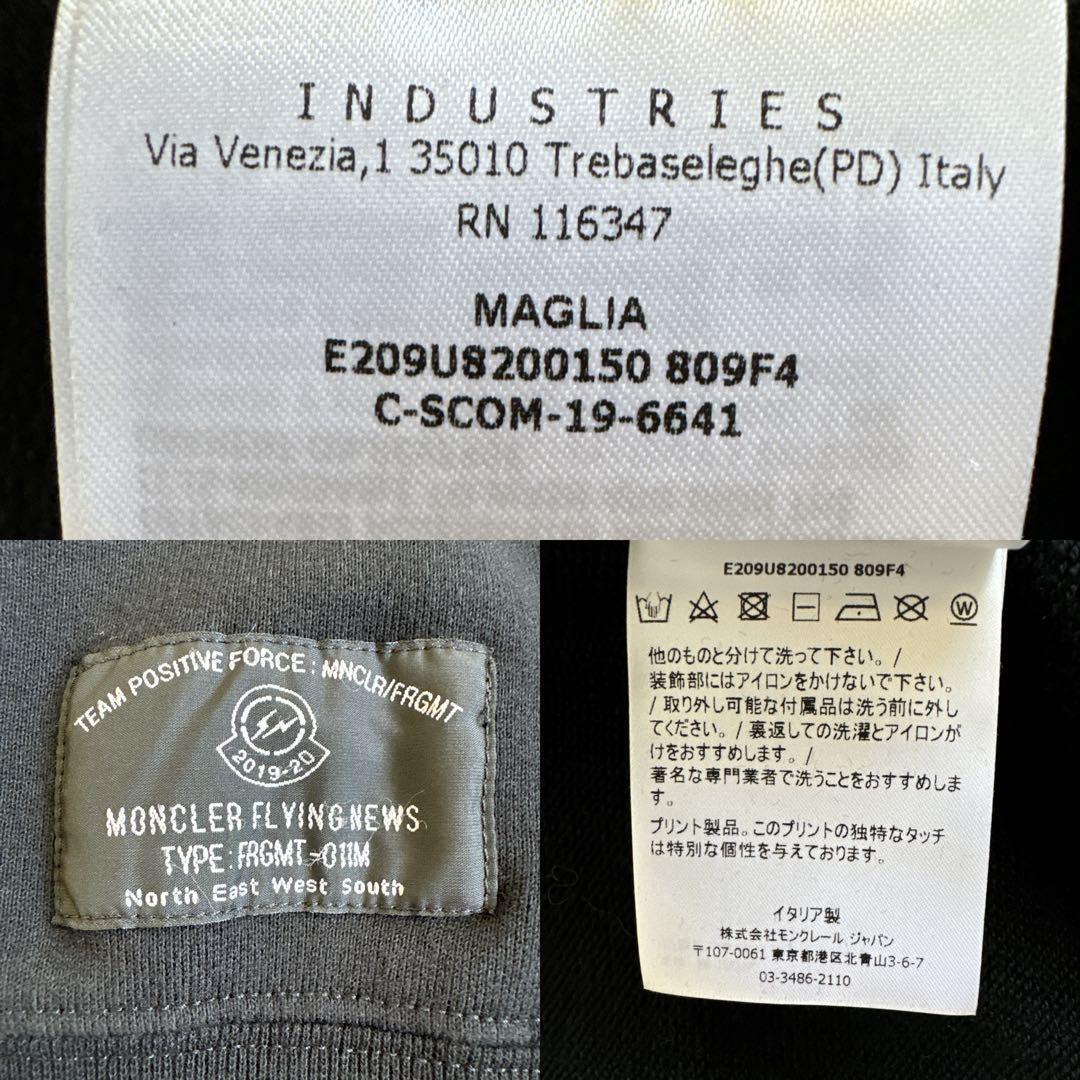 INDUSTRIES
Via Venezia,1 35010 Trebaseleghe(PD) Italy
RN 116347
MAGLIA
E209U8200150 809F4
C-SCOM-19-6641
TEAM POSITIVE FORCE : MNCLR/FRGMT
2019-20
MONCLER FLYING NEWS
TYPE: FRGMT-011M
North East West South
E209U8200150 809F4
W
他のものと分けて洗って下さい。/
装飾部にはアイロンをかけないで下さい。
/ 取り外し可能な付属品は洗う前に外し
てください。/ 裏返しての洗濯とアイロンが
けをおすすめします。/
著名な専門業者で洗うことをおすすめしま
す。
プリント製品。このプリントの独特なタッチ
は特別な個性を与えております。
イタリア製
株式会社モンクレール ジャパン
〒107-0061 東京都港区北青山3-6-7
03-3486-2110